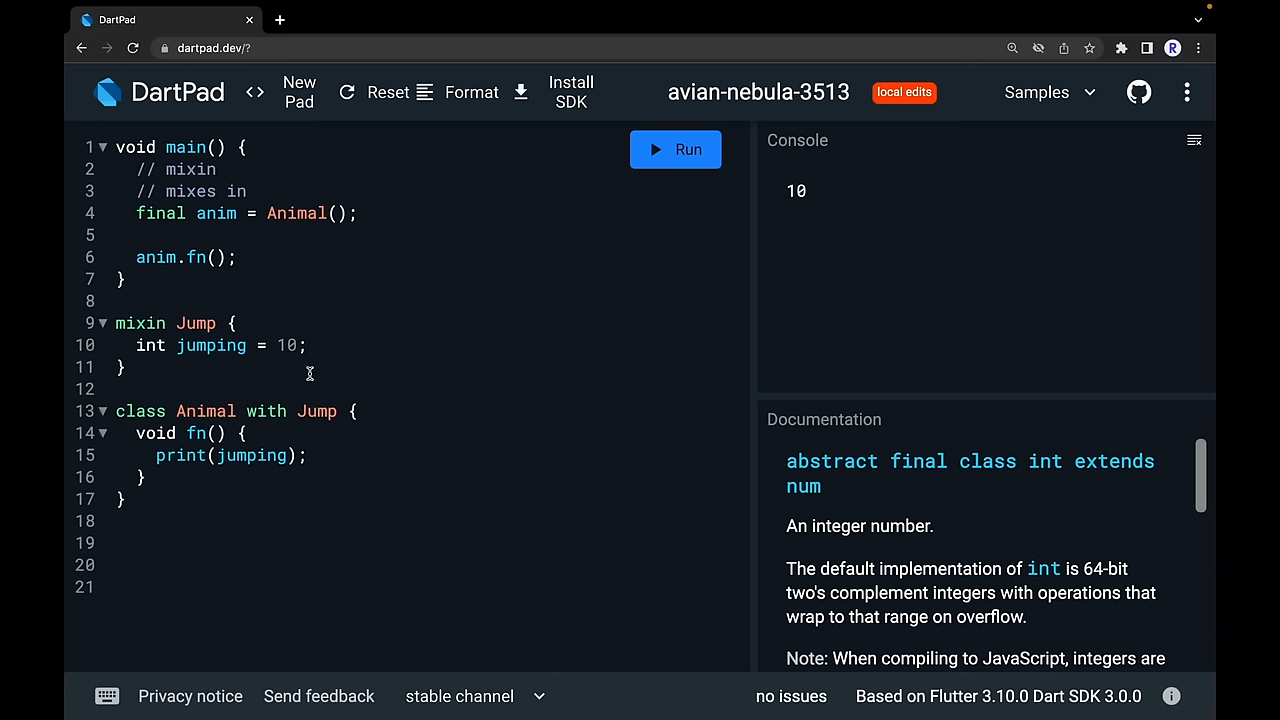 DartPad
dartpad.dev/?
R
DartPad
<>
New Pad
Reset
Format
Install SDK
avian-nebula-3513
local edits
Samples
1 void main() {
2 // mixin
3 // mixes in
4 final anim = Animal();
5
6 anim.fn();
7 }
8
9 mixin Jump {
10 int jumping = 10;
11 }
12
13 class Animal with Jump {
14 void fn() {
15 print(jumping);
16 }
17 }
18
19
20
21
Run
Console
10
Documentation
abstract final class int extends
num
An integer number.
The default implementation of int is 64-bit
two's complement integers with operations that
wrap to that range on overflow.
Note: When compiling to JavaScript, integers are
Privacy notice
Send feedback
stable channel
no issues
Based on Flutter 3.10.0 Dart SDK 3.0.0